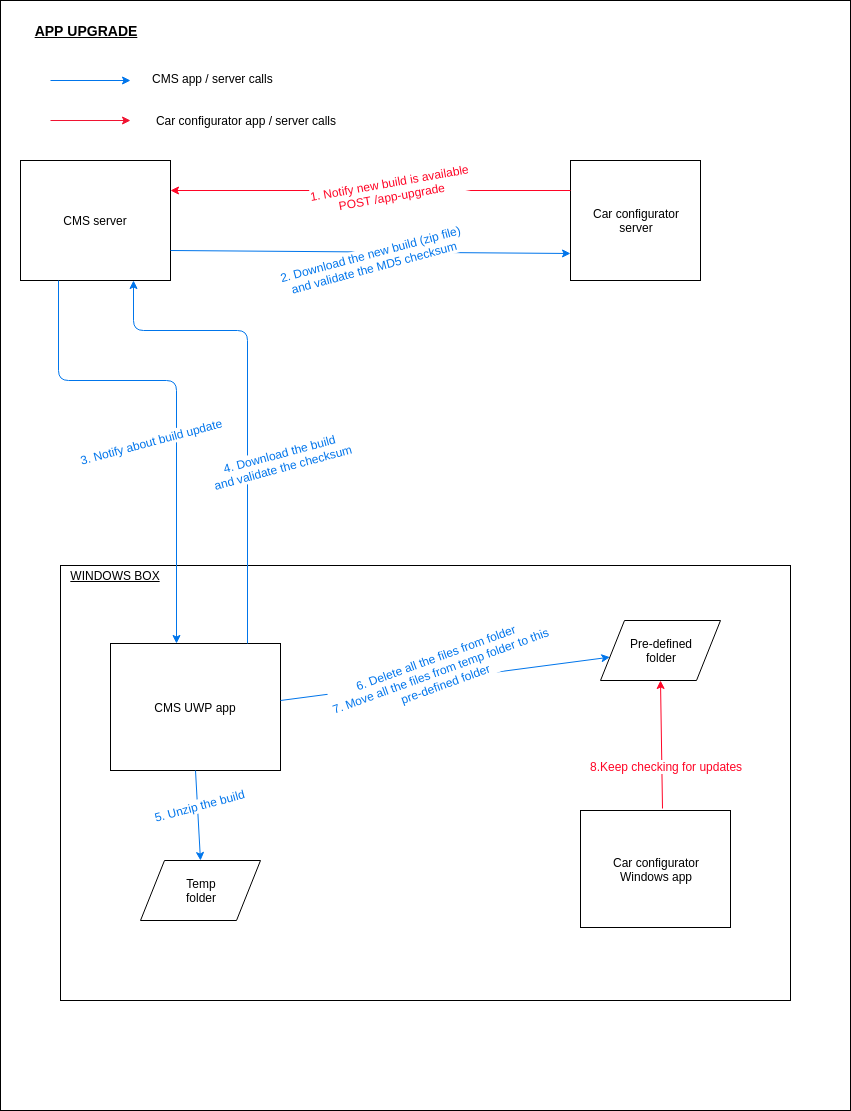 APP UPGRADE
CMS app / server calls
Car configurator app / server calls
CMS server
1. Notify new build is available
POST /app-upgrade
Car configurator
server
2. Download the new build (zip file)
and validate the MD5 checksum
3. Notify about build update
4. Download the build
and validate the checksum
WINDOWS BOX
6. Delete all the files from folder
7. Move all the files from temp folder to this
pre-defined folder
Pre-defined
folder
CMS UWP app
8.Keep checking for updates
5. Unzip the build
Car configurator
Windows app
Temp
folder